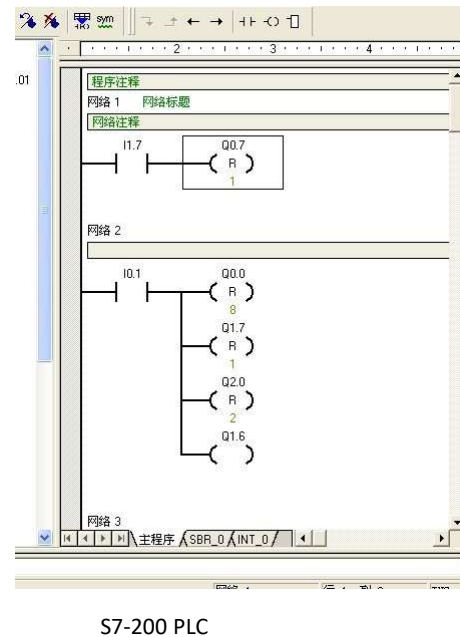 sym
.01
2 3 4
程序注释
网络 1 网络标题
网络注释
I1.7 Q0.7
R
1
网络 2
I0.1 Q0.0
R
8
Q1.7
R
1
Q2.0
R
2
Q1.6
网络 3
主程序 SBR_0 INT_0
S7-200 PLC